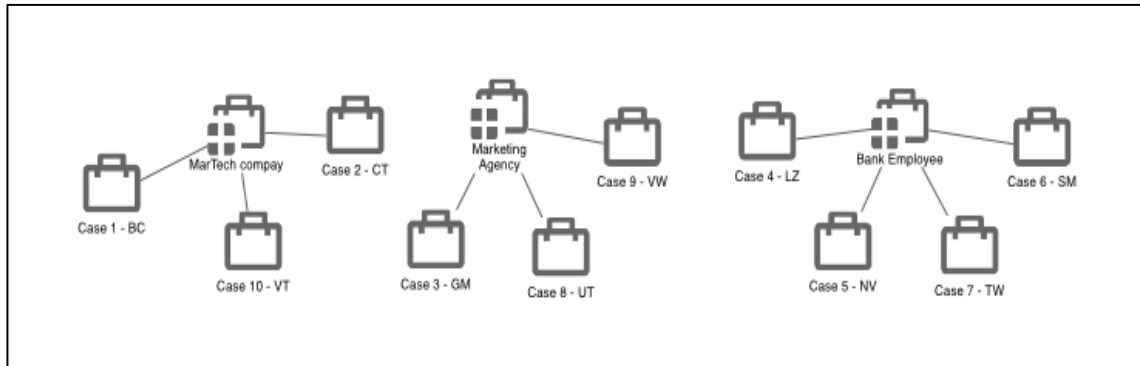 MarTech compay
Case 2 - CT
Case 1 - BC
Case 10 - VT
Marketing
Agency
Case 9 - VW
Case 3 - GM
Case 8 - UT
Bank Employee
Case 4 - LZ
Case 6 - SM
Case 5 - NV
Case 7 - TW